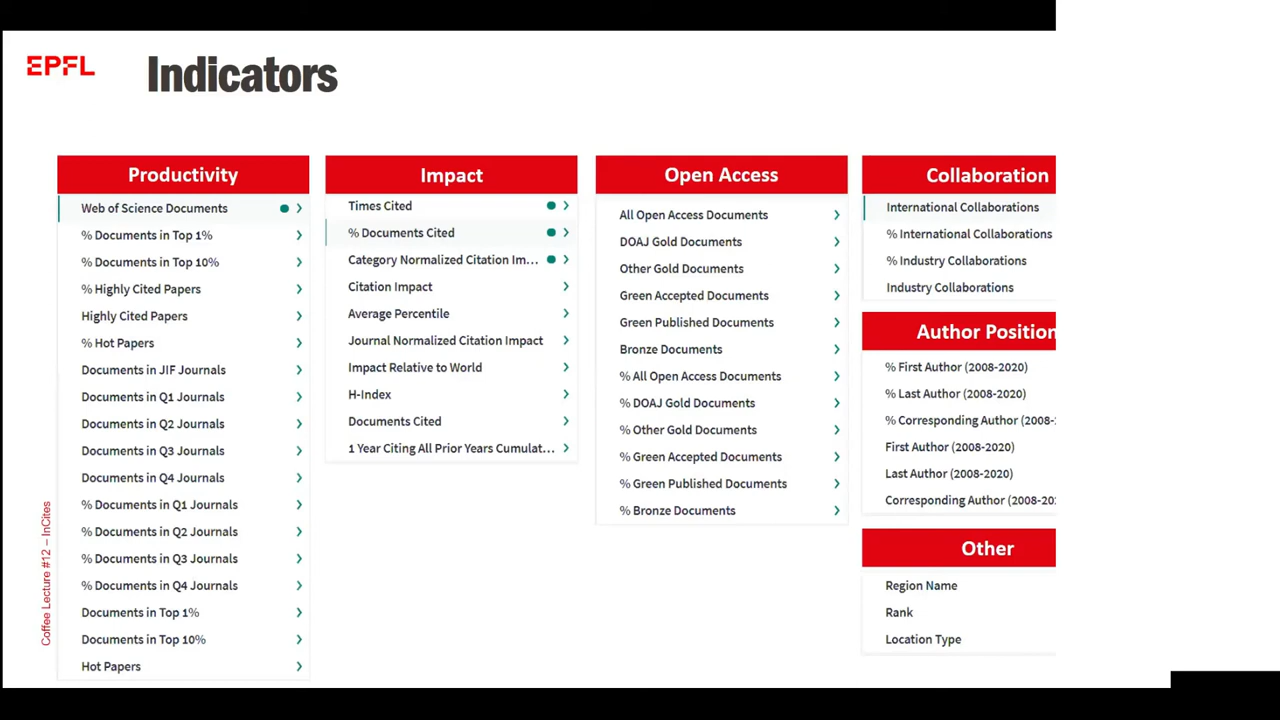 EPFL
Indicators
Productivity
Web of Science Documents
% Documents in Top 1%
% Documents in Top 10%
% Highly Cited Papers
Highly Cited Papers
% Hot Papers
Documents in JIF Journals
Documents in Q1 Journals
Documents in Q2 Journals
Documents in Q3 Journals
Documents in Q4 Journals
% Documents in Q1 Journals
% Documents in Q2 Journals
% Documents in Q3 Journals
% Documents in Q4 Journals
Documents in Top 1%
Documents in Top 10%
Hot Papers
Impact
Times Cited
% Documents Cited
Category Normalized Citation Im...
Citation Impact
Average Percentile
Journal Normalized Citation Impact
Impact Relative to World
H-Index
Documents Cited
1 Year Citing All Prior Years Cumulat...
Open Access
All Open Access Documents
DOAJ Gold Documents
Other Gold Documents
Green Accepted Documents
Green Published Documents
Bronze Documents
% All Open Access Documents
% DOAJ Gold Documents
% Other Gold Documents
% Green Accepted Documents
% Green Published Documents
% Bronze Documents
Collaboration
International Collaborations
% International Collaborations
% Industry Collaborations
Industry Collaborations
Author Position
% First Author (2008-2020)
% Last Author (2008-2020)
% Corresponding Author (2008-
First Author (2008-2020)
Last Author (2008-2020)
Corresponding Author (2008-20
Other
Region Name
Rank
Location Type
Coffee Lecture #12 – InCites